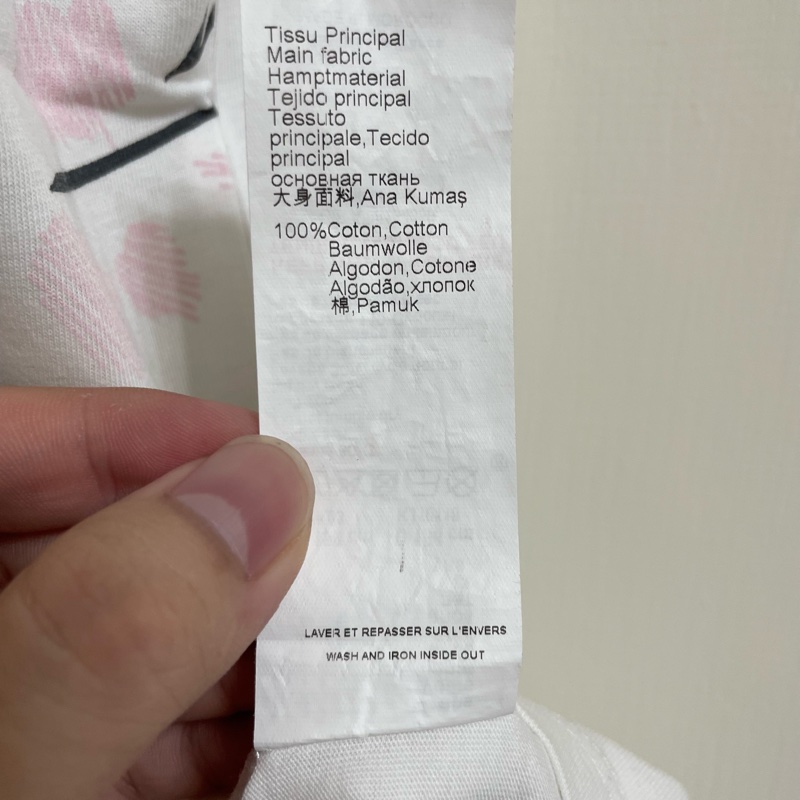 Tissu Principal
Main fabric
Hamptmaterial
Tejido principal
Tessuto
principale,Tecido
principal
основная ткань
大身面料,Ana Kumaş
100%Coton,Cotton
Baumwolle
Algodon,Cotone
Algodão,хлопок
棉,Pamuk
LAVER ET REPASSER SUR L'ENVERS
WASH AND IRON INSIDE OUT